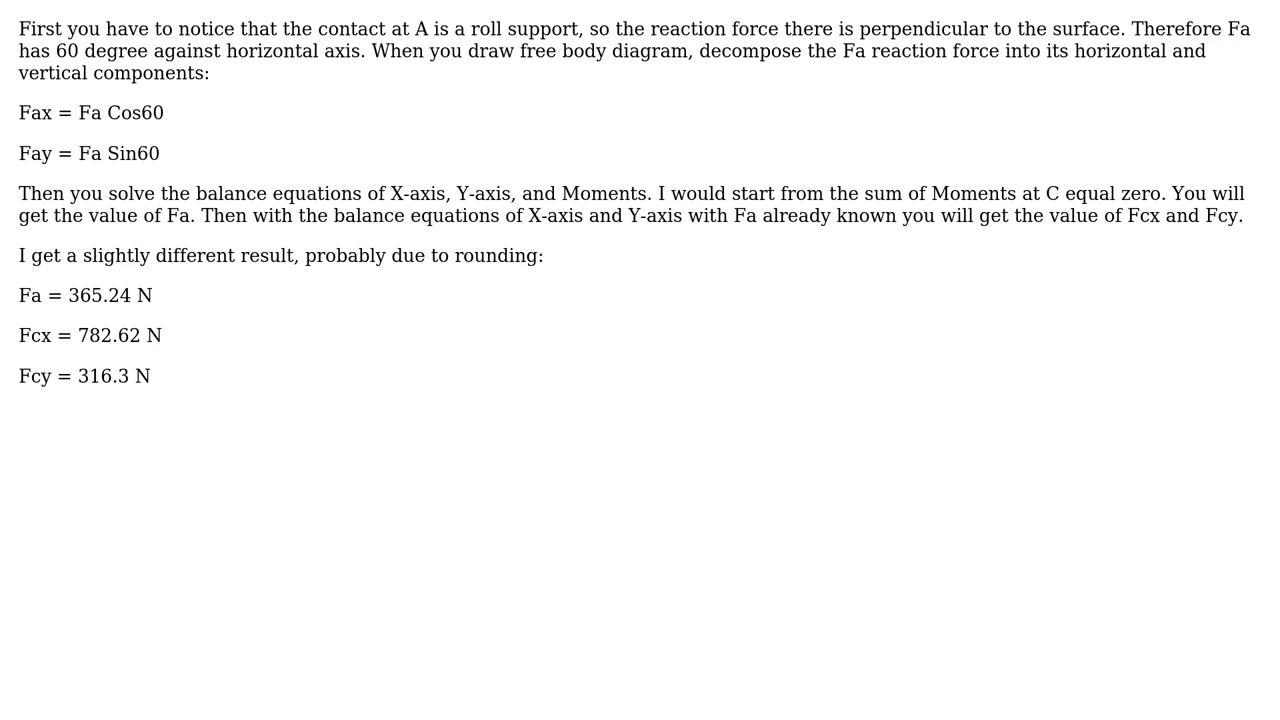 First you have to notice that the contact at A is a roll support, so the reaction force there is perpendicular to the surface. Therefore Fa
has 60 degree against horizontal axis. When you draw free body diagram, decompose the Fa reaction force into its horizontal and
vertical components:
Fax = Fa Cos60
Fay = Fa Sin60
Then you solve the balance equations of X-axis, Y-axis, and Moments. I would start from the sum of Moments at C equal zero. You will
get the value of Fa. Then with the balance equations of X-axis and Y-axis with Fa already known you will get the value of Fcx and Fcy.
I get a slightly different result, probably due to rounding:
Fa = 365.24 N
Fcx = 782.62 N
Fcy = 316.3 N